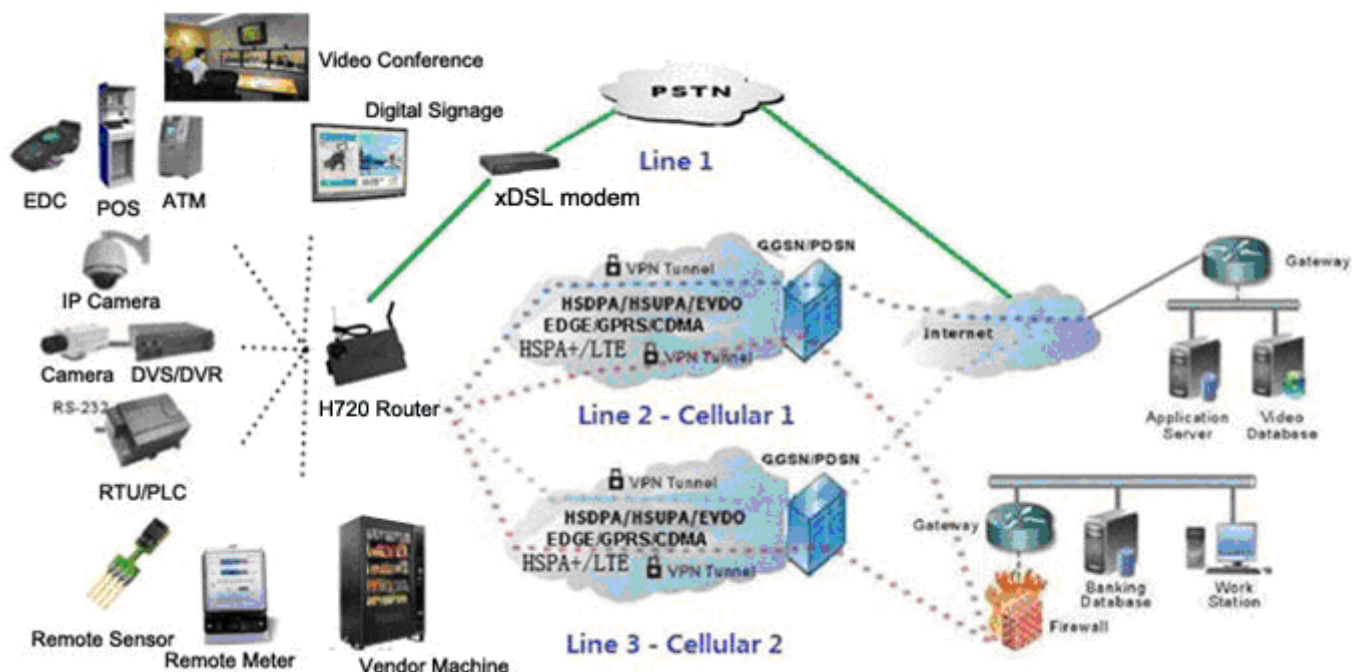 Video Conference
PSTN
Digital Signage
Line 1
EDC
POS
ATM
xDSL modem
GGSN/PDSN
VPN Tunnel
Gateway
IP Camera
HSDPA/HSUPA/EVDO
EDGE/GPRS/CDMA
HSPA+/LTE
VPN Tunnel
Internet
Camera
DVS/DVR
RS-232
H720 Router
Line 2 - Cellular 1
Application
Server
Video
Database
GGSN/PDSN
RTU/PLC
VPN Tunnel
HSDPA/HSUPA/EVDO
EDGE/GPRS/CDMA
HSPA+/LTE
VPN Tunnel
Gateway
Banking
Database
Work
Station
Firewall
Remote Sensor
Remote Meter
Vendor Machine
Line 3 - Cellular 2